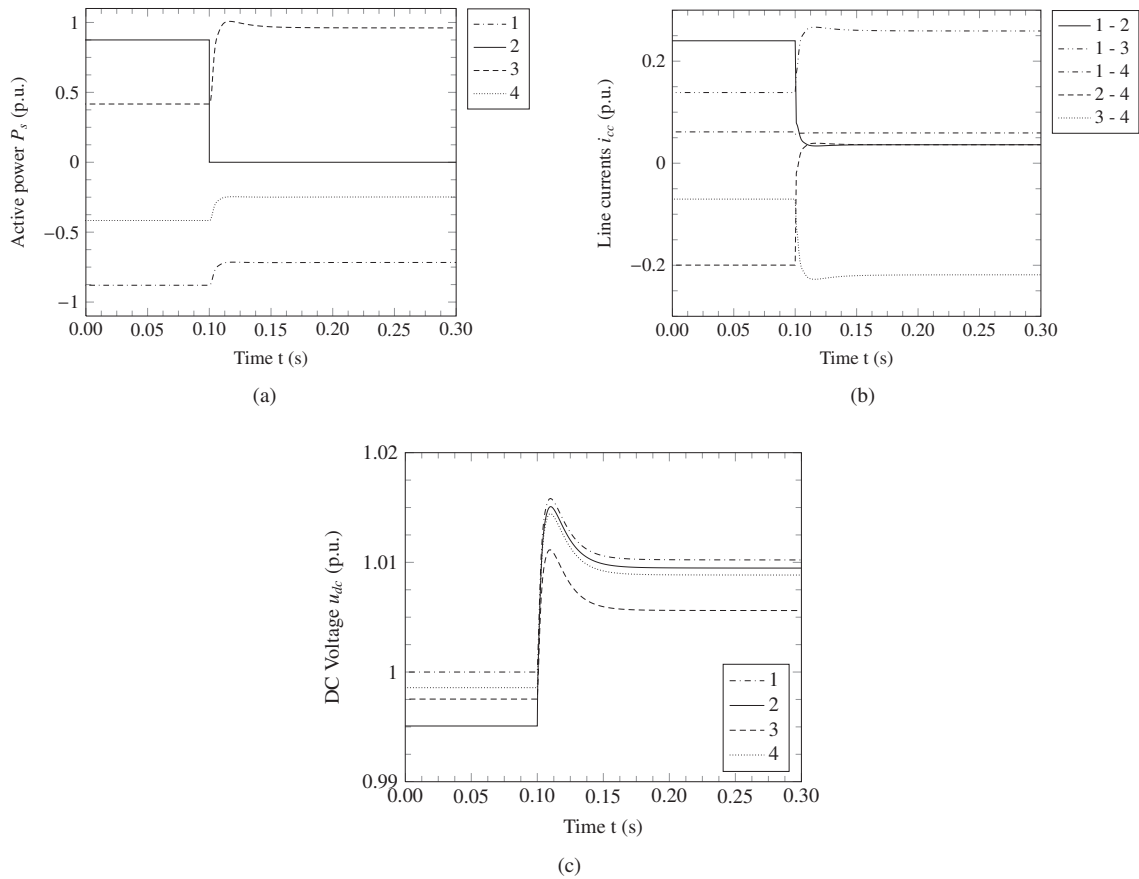 Active power Pₛ (p.u.)
1
0.5
0
−0.5
−1
0.00 0.05 0.10 0.15 0.20 0.25 0.30
Time t (s)
1
2
3
4
(a)
Line currents i_cc (p.u.)
0.2
0
−0.2
0.00 0.05 0.10 0.15 0.20 0.25 0.30
Time t (s)
1 - 2
1 - 3
1 - 4
2 - 4
3 - 4
(b)
DC Voltage u_dc (p.u.)
1.02
1.01
1
0.99
0.00 0.05 0.10 0.15 0.20 0.25 0.30
Time t (s)
1
2
3
4
(c)